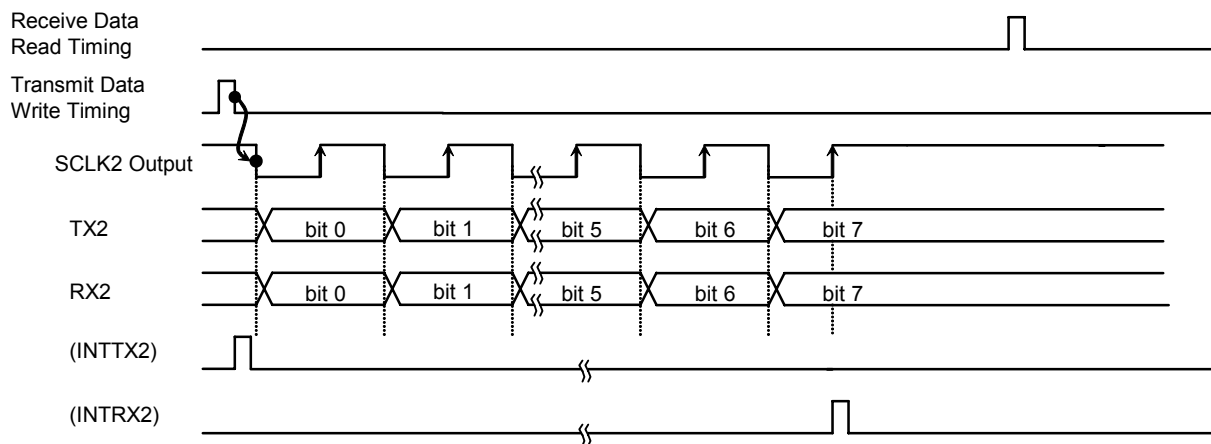 Receive Data
Read Timing
Transmit Data
Write Timing
SCLK2 Output
TX2
bit 0
bit 1
bit 5
bit 6
bit 7
RX2
bit 0
bit 1
bit 5
bit 6
bit 7
(INTTX2)
(INTRX2)